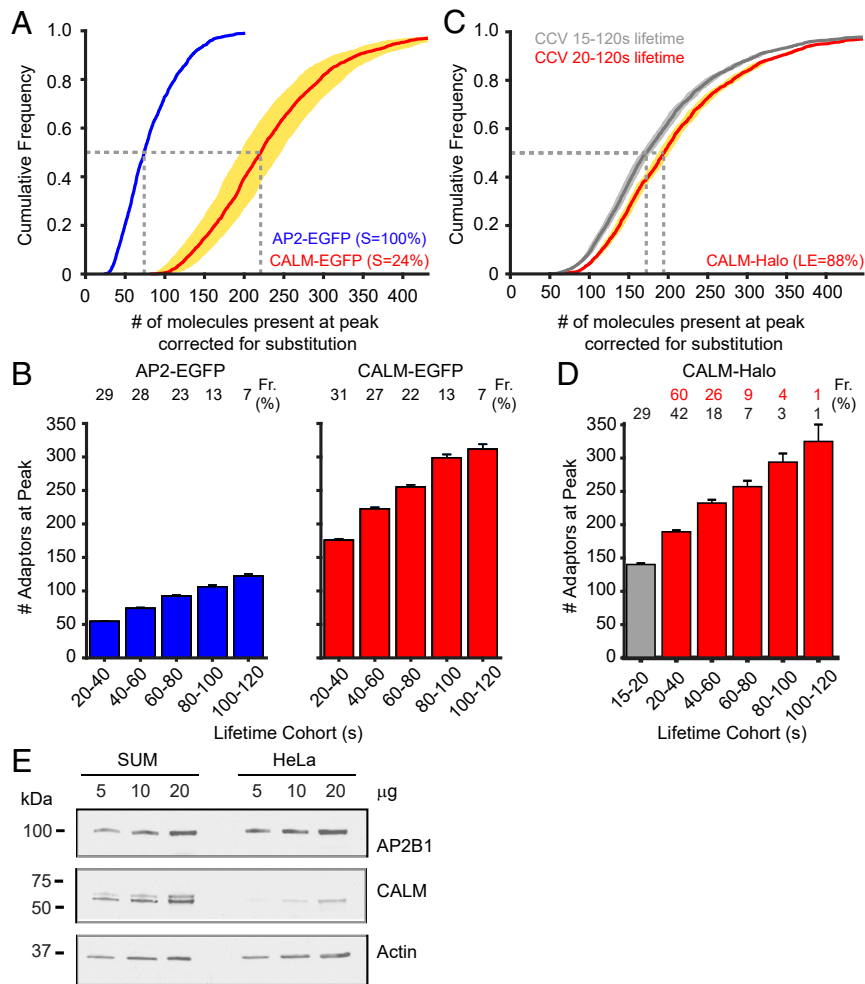 A
1.0
0.8
0.6
0.4
0.2
0
Cumulative Frequency
AP2-EGFP (S=100%)
CALM-EGFP (S=24%)
0 50 100 150 200 250 300 350 400
# of molecules present at peak
corrected for substitution
C
CCV 15-120s lifetime
CCV 20-120s lifetime
1.0
0.8
0.6
0.4
0.2
0
Cumulative Frequency
CALM-Halo (LE=88%)
0 50 100 150 200 250 300 350 400
# of molecules present at peak
corrected for substitution
B
AP2-EGFP
29 28 23 13 7 Fr.
(%)
350
300
250
200
150
100
50
0
# Adaptors at Peak
20-40 40-60 60-80 80-100 100-120
CALM-EGFP
31 27 22 13 7 Fr.
(%)
350
300
250
200
150
100
50
0
20-40 40-60 60-80 80-100 100-120
Lifetime Cohort (s)
D
CALM-Halo
60 26 9 4 1 Fr.
29 42 18 7 3 1 (%)
350
300
250
200
150
100
50
0
# Adaptors at Peak
15-20 20-40 40-60 60-80 80-100 100-120
Lifetime Cohort (s)
E
SUM HeLa
kDa 5 10 20 5 10 20 μg
100
AP2B1
75
50
CALM
37
Actin